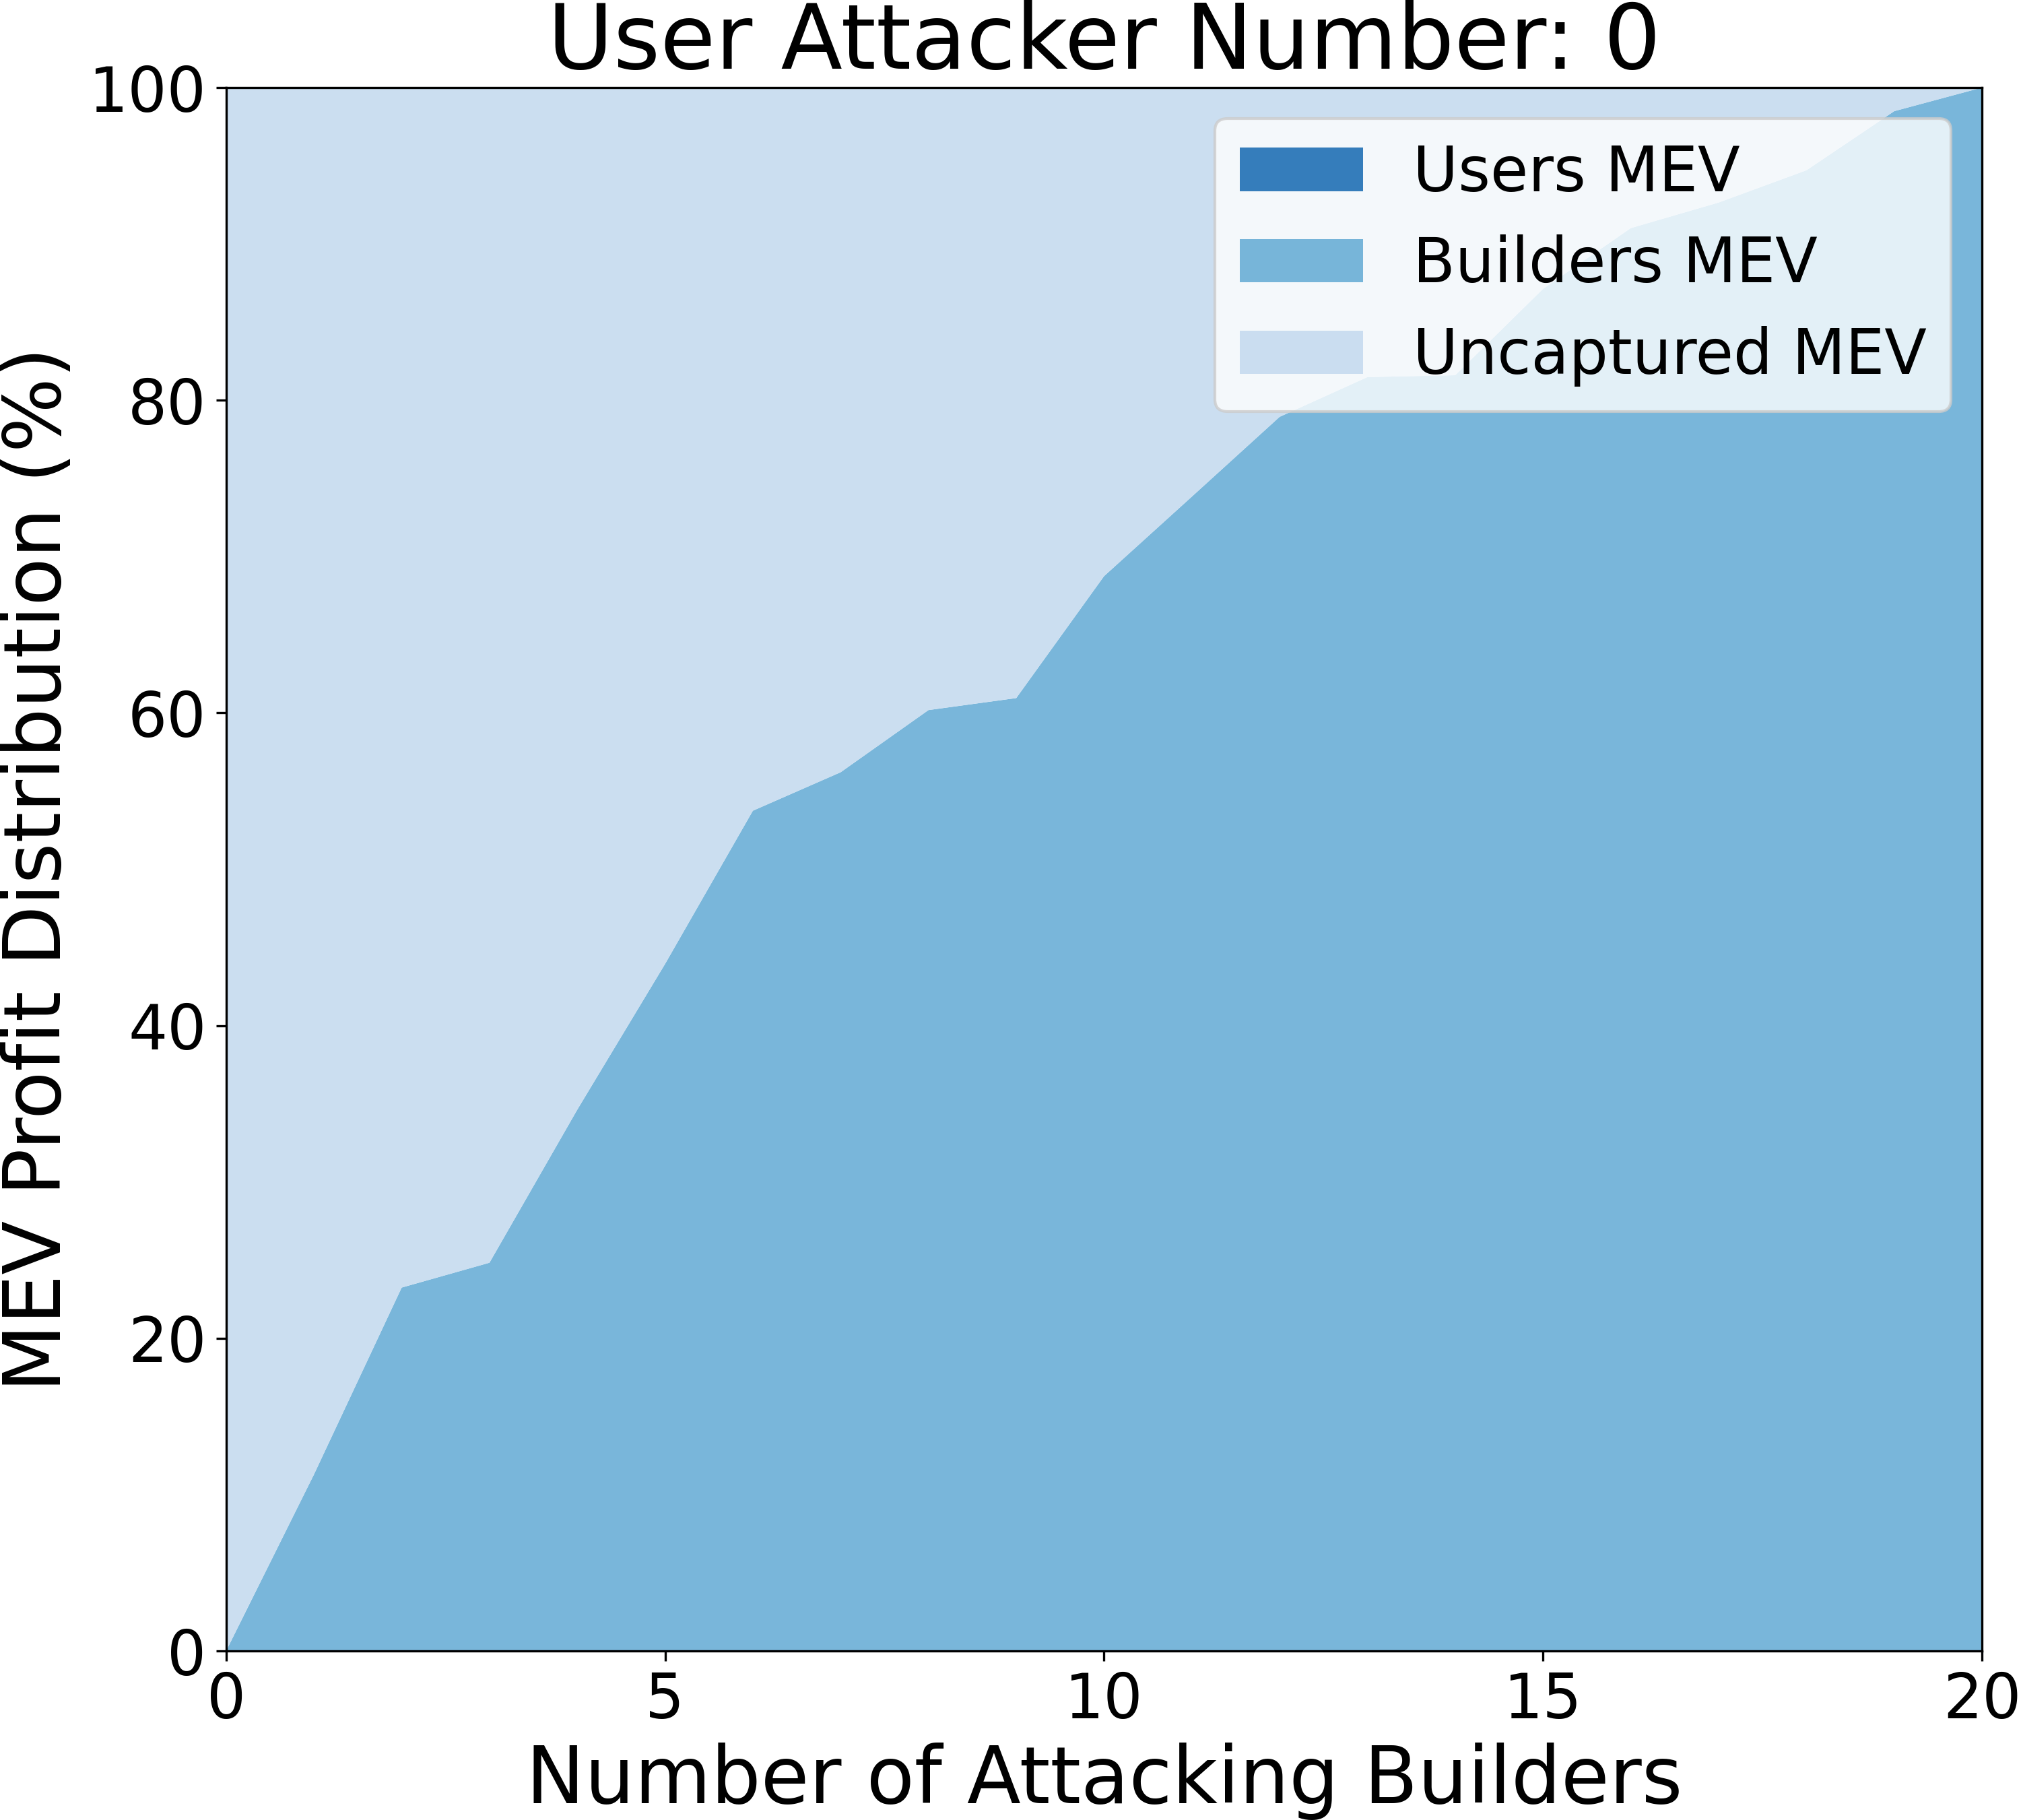 User Attacker Number: 0
MEV Profit Distribution (%)
100
80
60
40
20
0
Users MEV
Builders MEV
Uncaptured MEV
0 5 10 15 20
Number of Attacking Builders